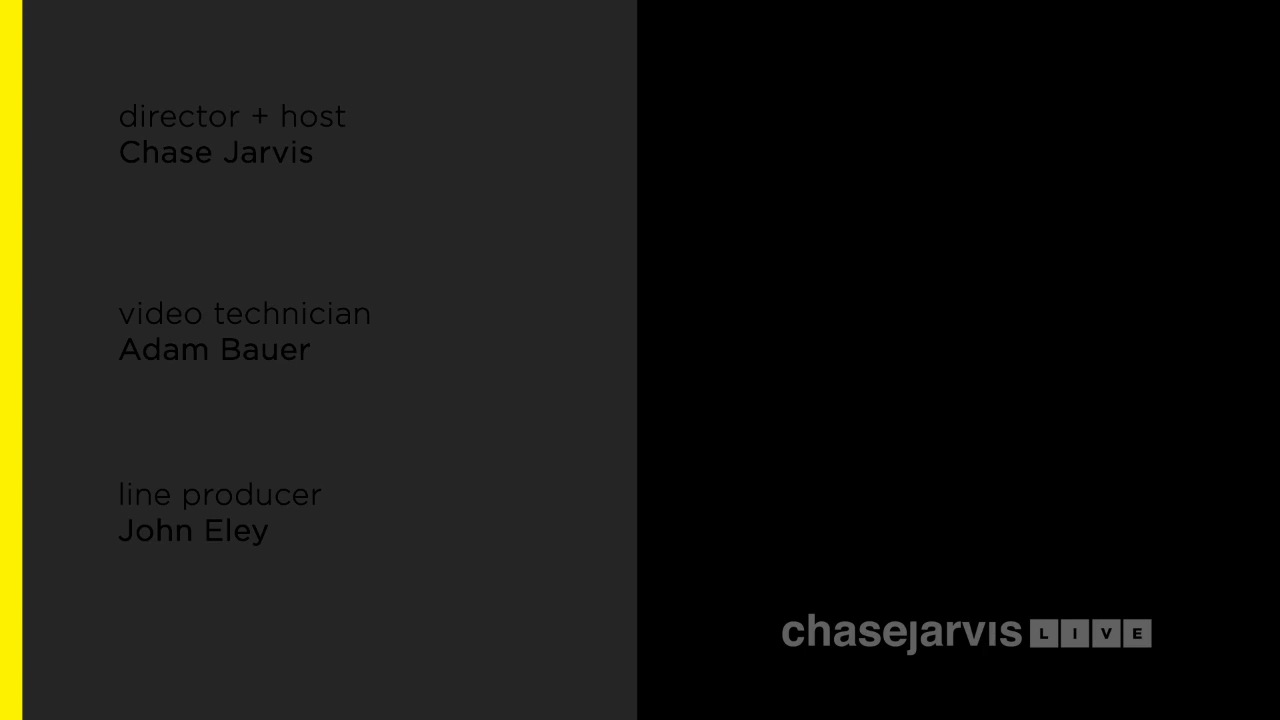 director + host
Chase Jarvis
video technician
Adam Bauer
line producer
John Eley
chasejarvis LIVE